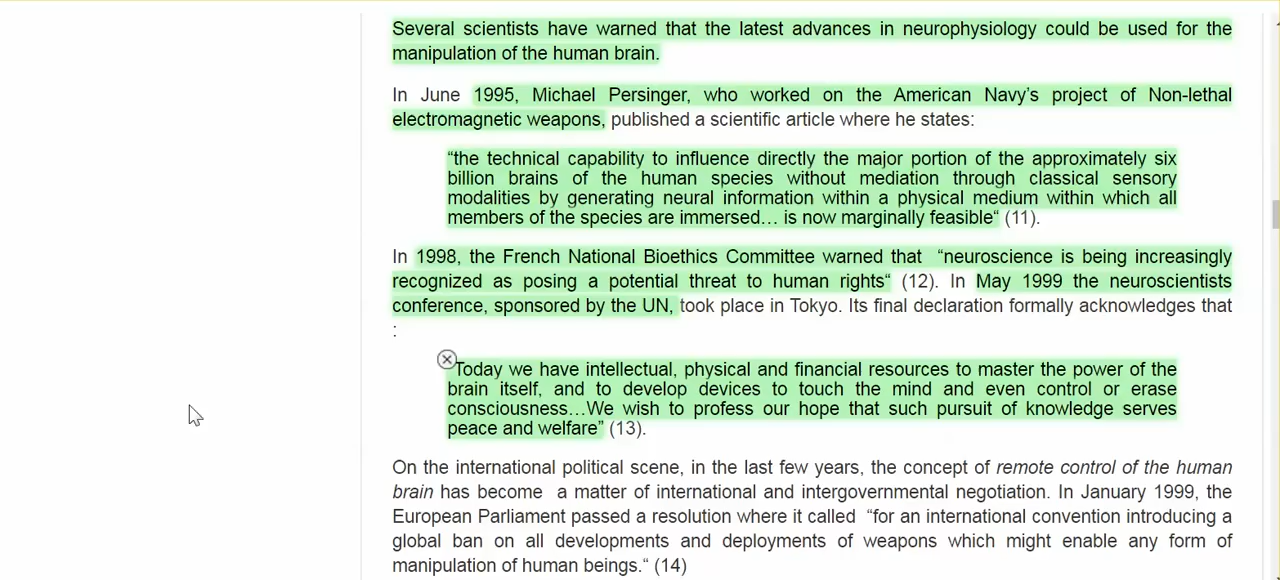 Several scientists have warned that the latest advances in neurophysiology could be used for the
manipulation of the human brain.
In June 1995, Michael Persinger, who worked on the American Navy’s project of Non-lethal
electromagnetic weapons, published a scientific article where he states:
“the technical capability to influence directly the major portion of the approximately six
billion brains of the human species without mediation through classical sensory
modalities by generating neural information within a physical medium within which all
members of the species are immersed… is now marginally feasible“ (11).
In 1998, the French National Bioethics Committee warned that “neuroscience is being increasingly
recognized as posing a potential threat to human rights“ (12). In May 1999 the neuroscientists
conference, sponsored by the UN, took place in Tokyo. Its final declaration formally acknowledges that
:
Today we have intellectual, physical and financial resources to master the power of the
brain itself, and to develop devices to touch the mind and even control or erase
consciousness…We wish to profess our hope that such pursuit of knowledge serves
peace and welfare” (13).
On the international political scene, in the last few years, the concept of remote control of the human
brain has become a matter of international and intergovernmental negotiation. In January 1999, the
European Parliament passed a resolution where it called “for an international convention introducing a
global ban on all developments and deployments of weapons which might enable any form of
manipulation of human beings.“ (14)